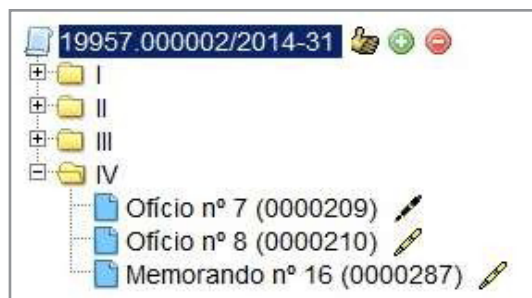 19957.000002/2014-31
I
II
III
IV
Ofício nº 7 (0000209)
Ofício nº 8 (0000210)
Memorando nº 16 (0000287)